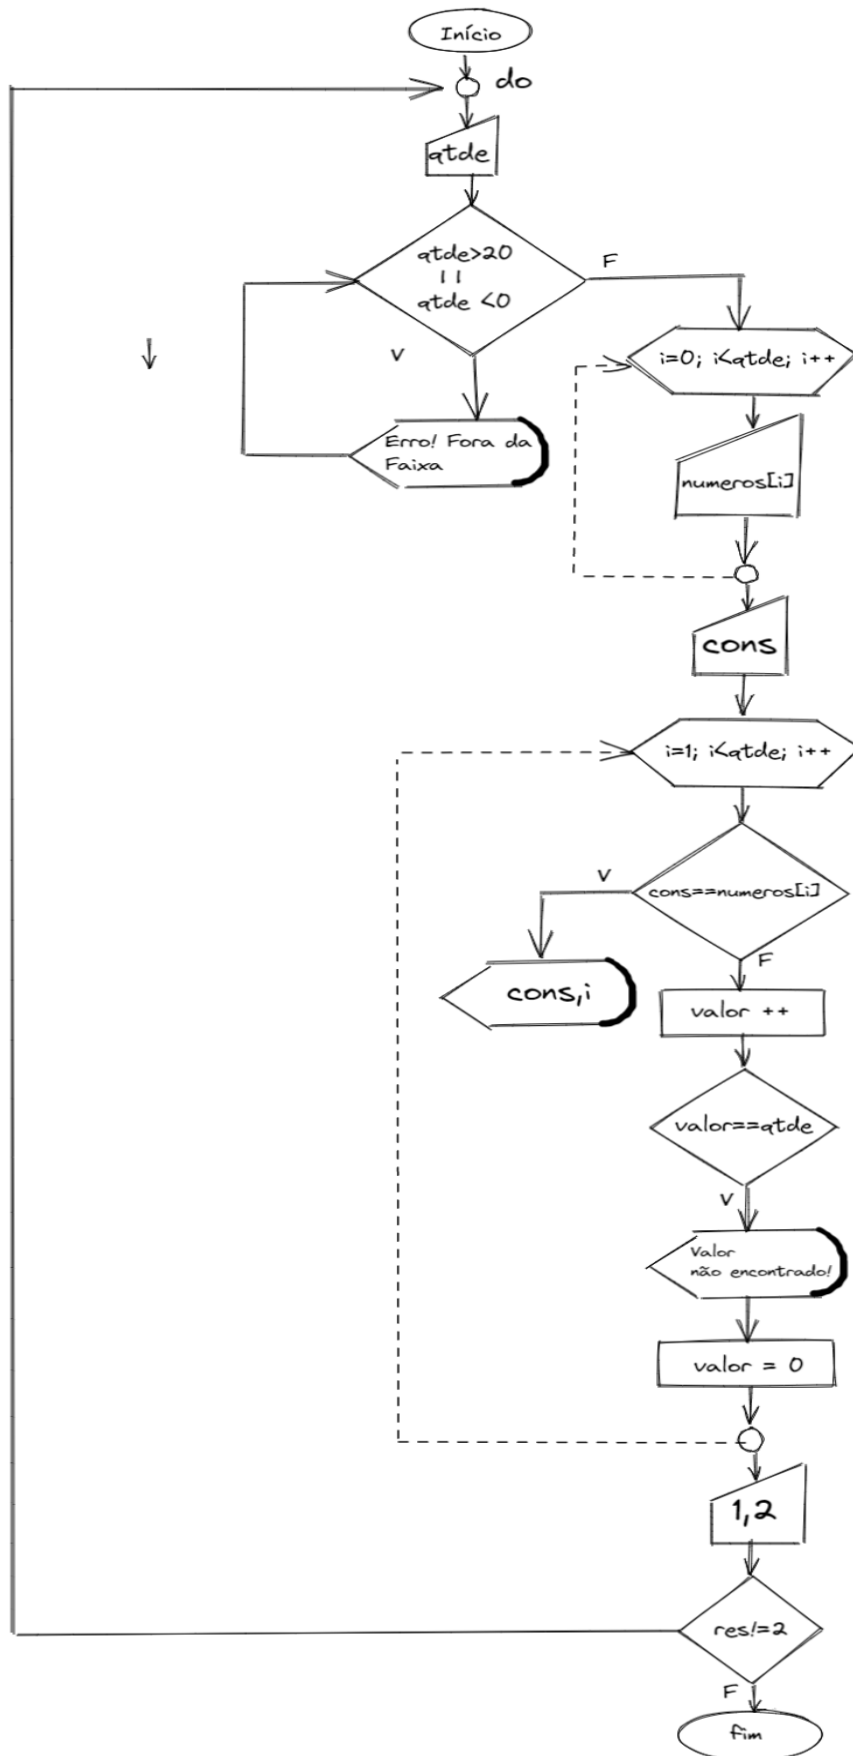 Início
do
qtde
qtde>20
||
qtde <0
F
V
i=0; i<qtde; i++
Erro! Fora da
Faixa
numeros[i]
cons
i=1; i<qtde; i++
V
cons==numeros[i]
F
cons,i
valor ++
valor==qtde
V
Valor
não encontrado!
valor = 0
1,2
res!=2
F
fim